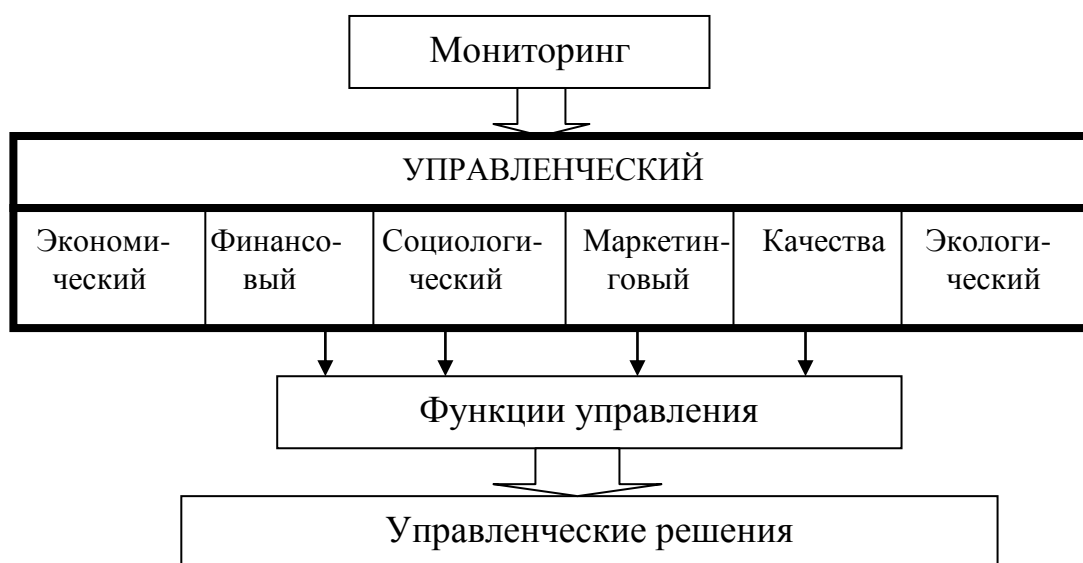 Мониторинг
УПРАВЛЕНЧЕСКИЙ
Экономи-
ческий
Финансо-
вый
Социологи-
ческий
Маркетин-
говый
Качества
Экологи-
ческий
Функции управления
Управленческие решения